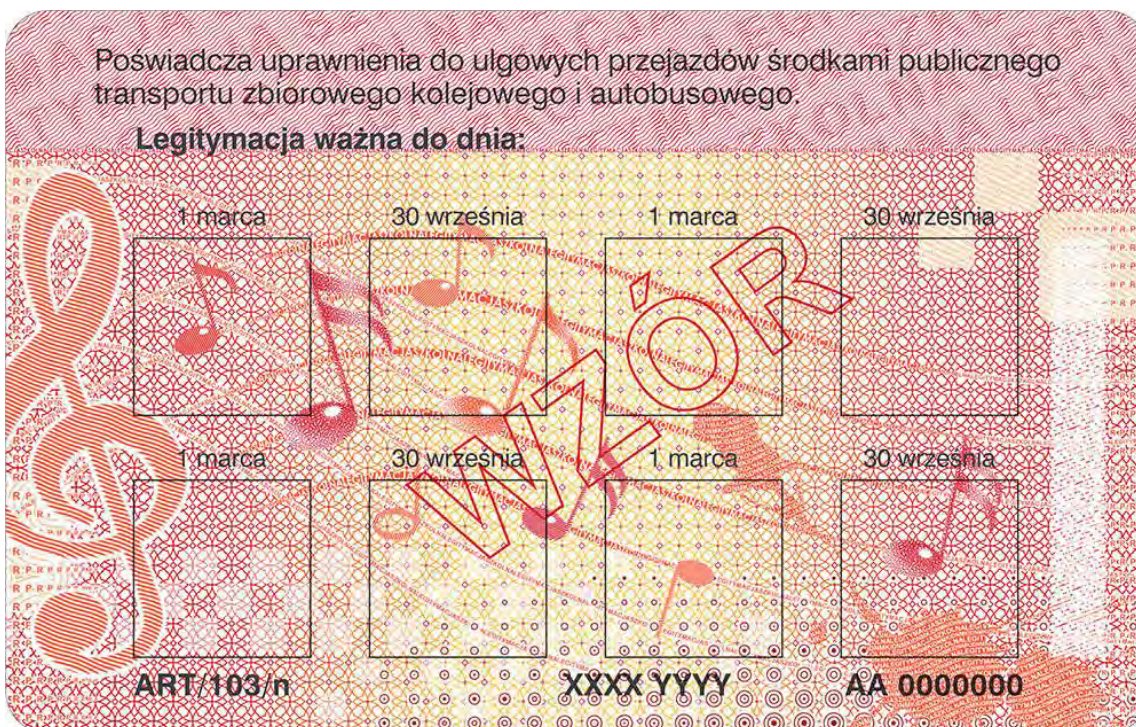 Poświadcza uprawnienia do ulgowych przejazdów środkami publicznego
transportu zbiorowego kolejowego i autobusowego.
Legitymacja ważna do dnia:
1 marca 30 września 1 marca 30 września
WZÓR
1 marca 30 września 1 marca 30 września
ART/103/n XXXX YYYY AA 0000000